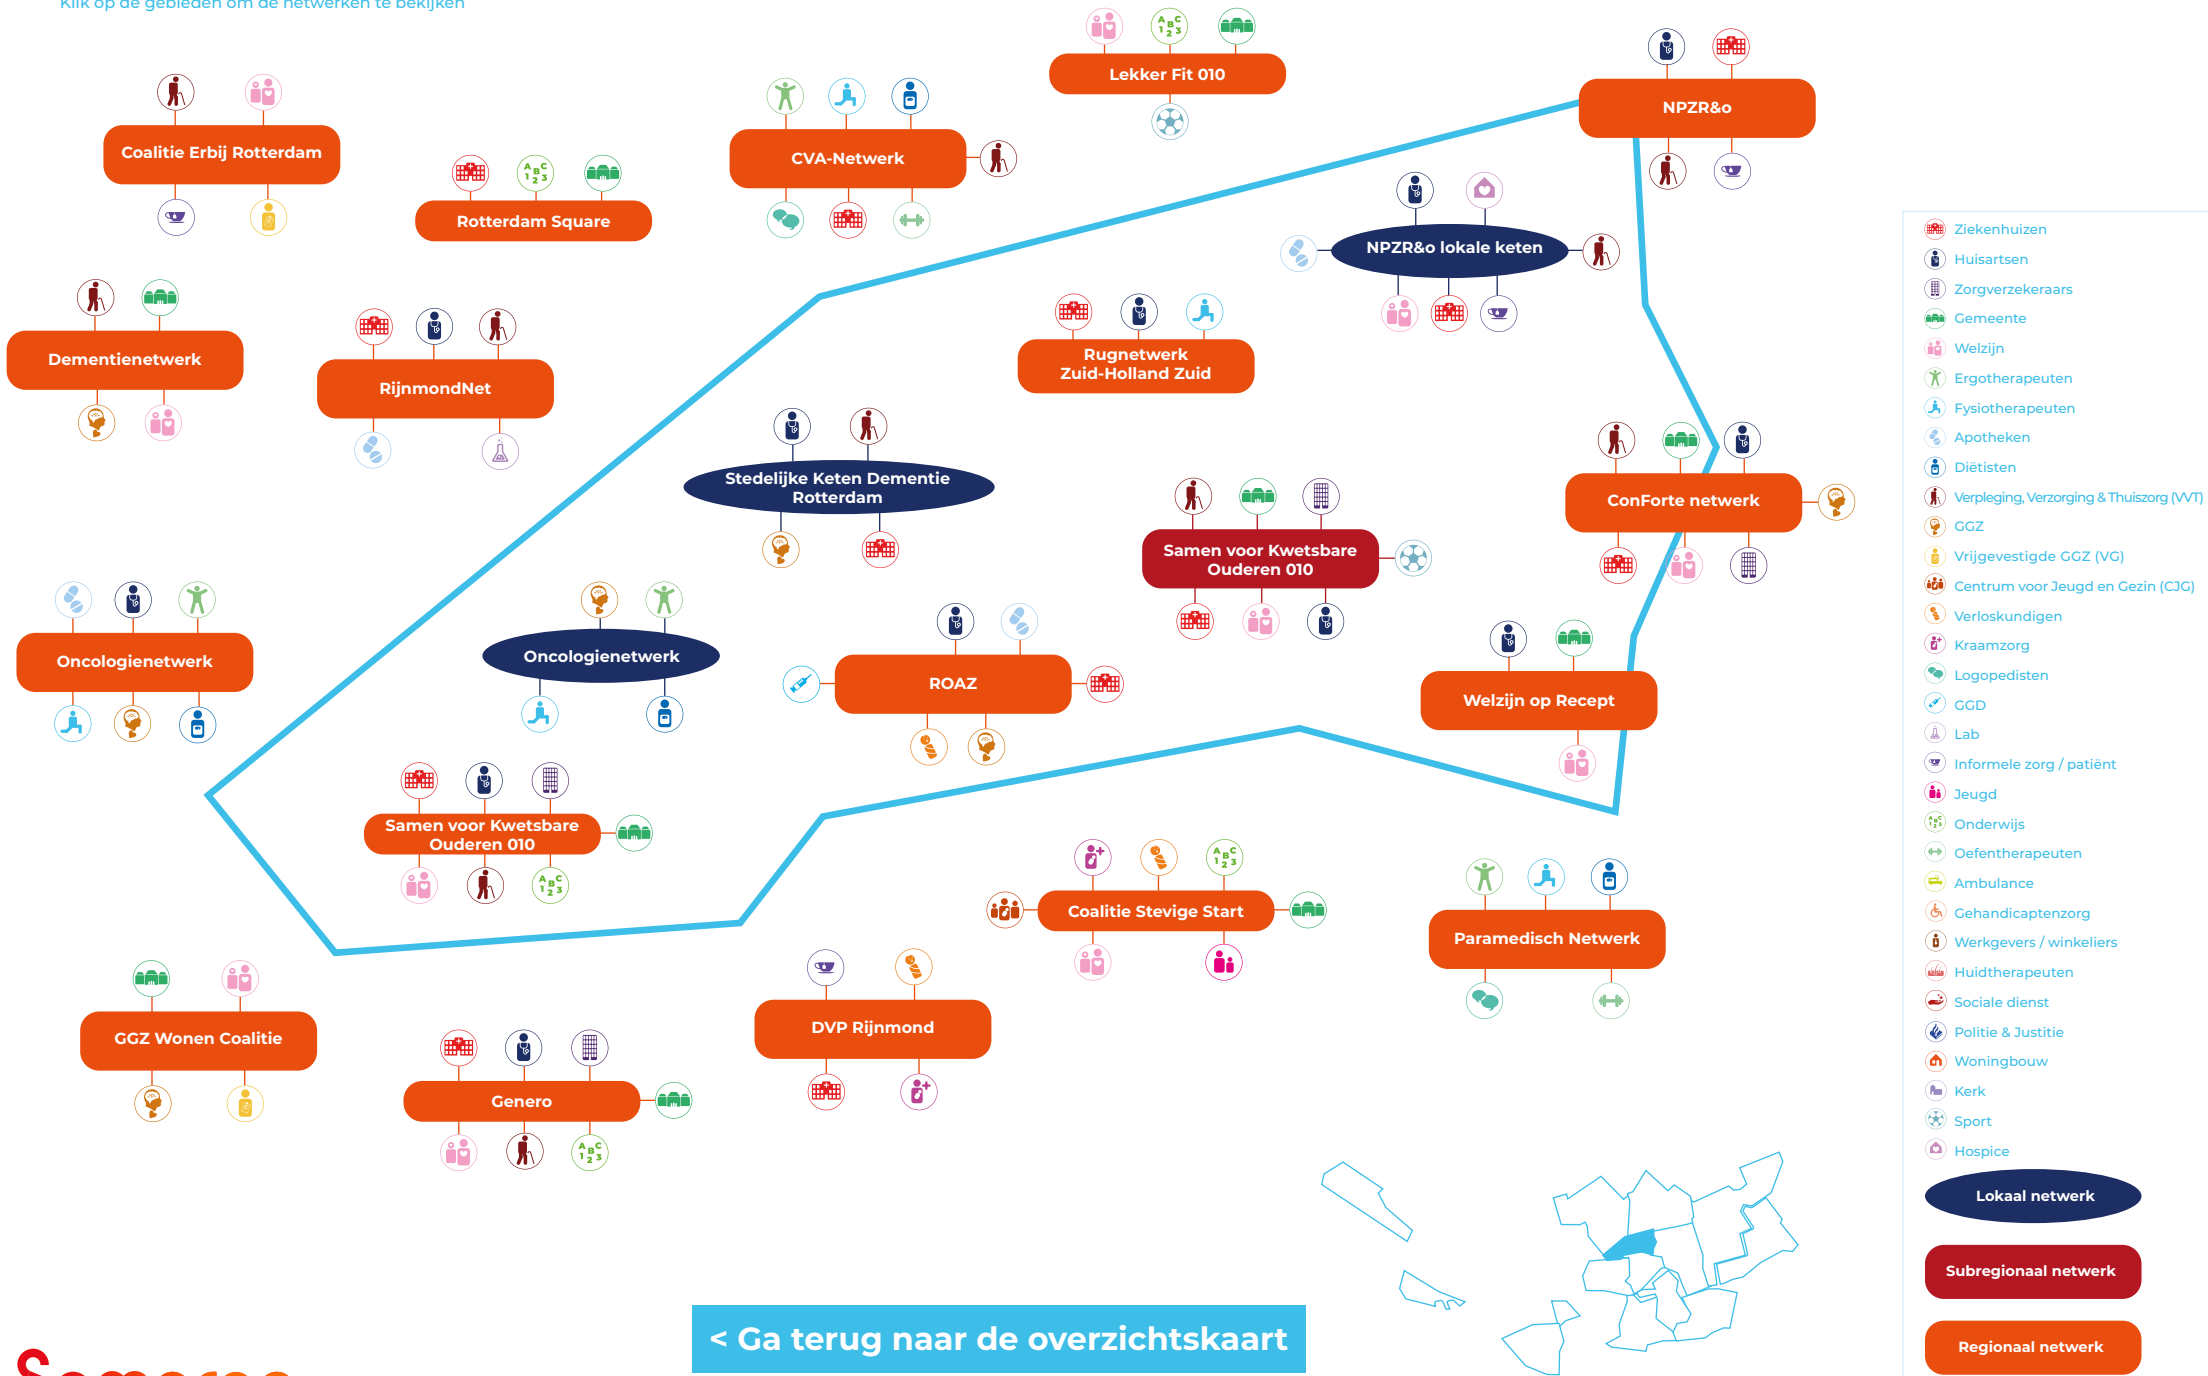 Klik op de gebieden om de netwerken te bekijken
Lekker Fit 010
NPZR&o
Coalitie Erbij Rotterdam
CVA-Netwerk
Rotterdam Square
NPZR&o lokale keten
Dementienetwerk
RijnmondNet
Rugnetwerk
Zuid-Holland Zuid
Stedelijke Keten Dementie
Rotterdam
ConForte netwerk
Samen voor Kwetsbare
Ouderen 010
Oncologienetwerk
Oncologienetwerk
ROAZ
Welzijn op Recept
Samen voor Kwetsbare
Ouderen 010
Coalitie Stevige Start
Paramedisch Netwerk
GGZ Wonen Coalitie
DVP Rijnmond
Genero
Ziekenhuizen
Huisartsen
Zorgverzekeraars
Gemeente
Welzijn
Ergotherapeuten
Fysiotherapeuten
Apotheken
Diëtisten
Verpleging, Verzorging & Thuiszorg (VVT)
GGZ
Vrijgevestigde GGZ (VG)
Centrum voor Jeugd en Gezin (CJG)
Verloskundigen
Kraamzorg
Logopedisten
GGD
Lab
Informele zorg / patiënt
Jeugd
Onderwijs
Oefentherapeuten
Ambulance
Gehandicaptenzorg
Werkgevers / winkeliers
Huidtherapeuten
Sociale dienst
Politie & Justitie
Woningbouw
Kerk
Sport
Hospice
Lokaal netwerk
Subregionaal netwerk
Regionaal netwerk
< Ga terug naar de overzichtskaart